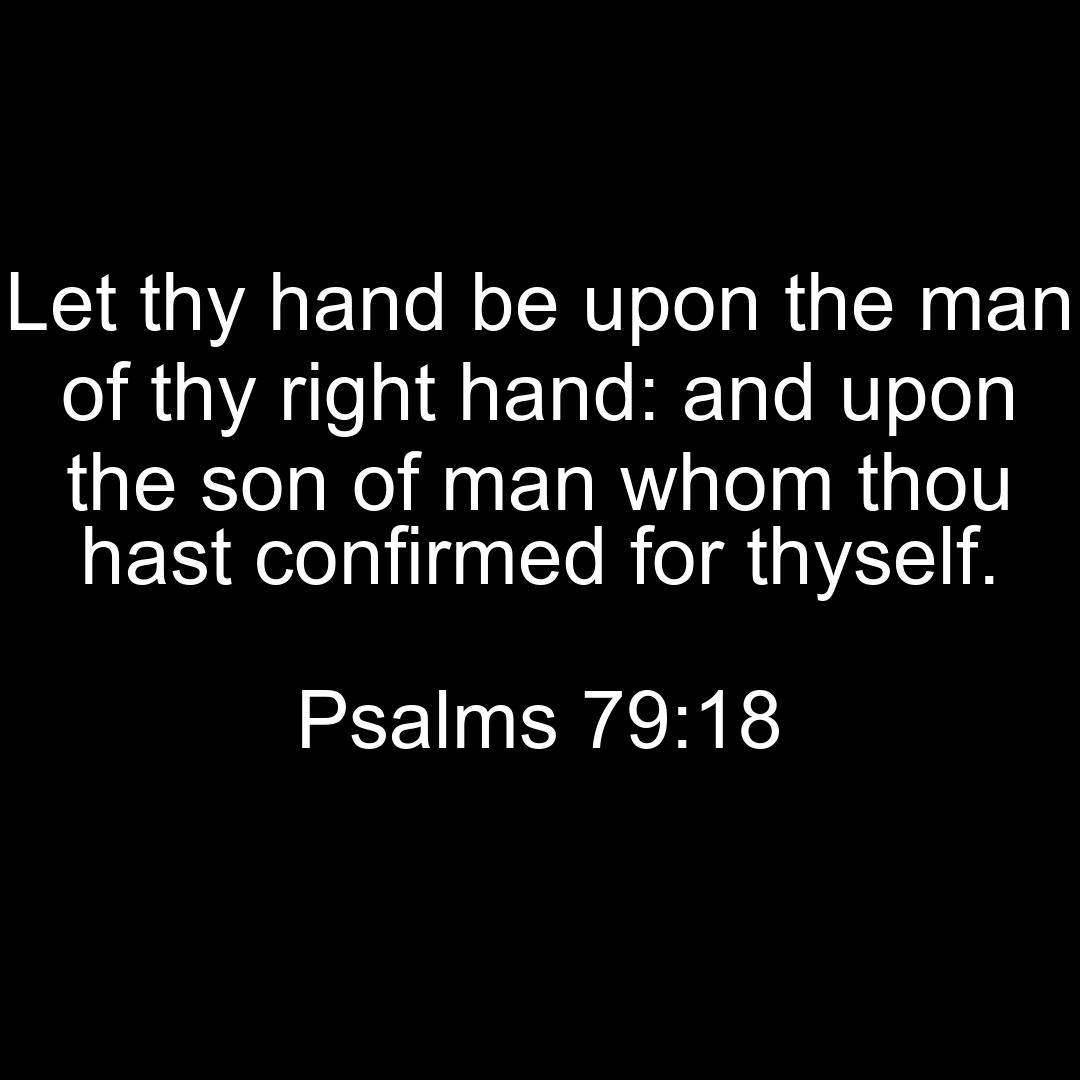 Let thy hand be upon the man
of thy right hand: and upon
the son of man whom thou
hast confirmed for thyself.
Psalms 79:18